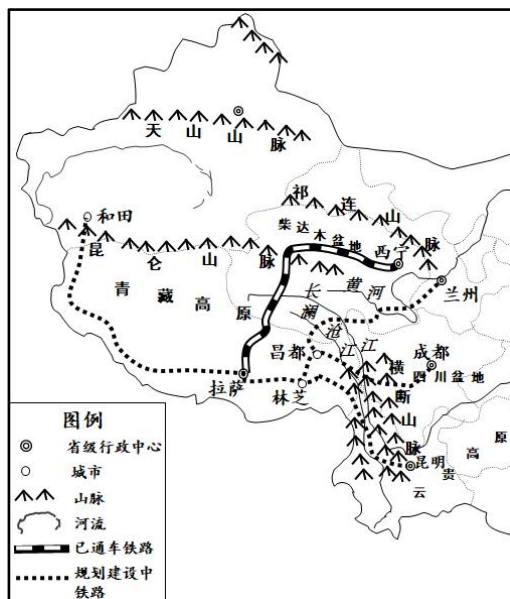 天山山脉
和田
祁连山脉
柴达木盆地
西宁
昆仑山脉
兰州
青藏高原
长
黄河
澜沧江
江
昌都
成都
四川盆地
横断山脉
拉萨
林芝
昆明
云贵高原
图例
省级行政中心
城市
山脉
河流
已通车铁路
规划建设中
铁路